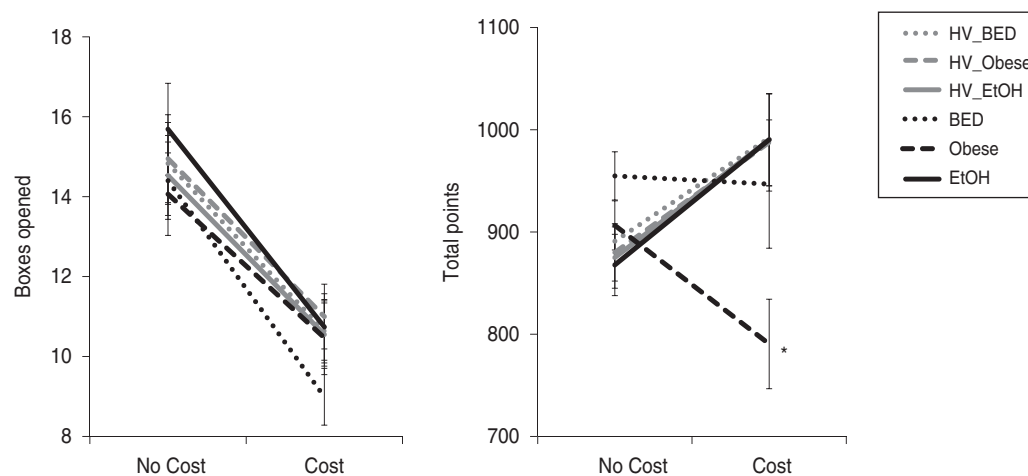 Boxes opened
18
16
14
12
10
8
No Cost
Cost
Total points
1100
1000
900
800
700
*
No Cost
Cost
HV_BED
HV_Obese
HV_EtOH
BED
Obese
EtOH